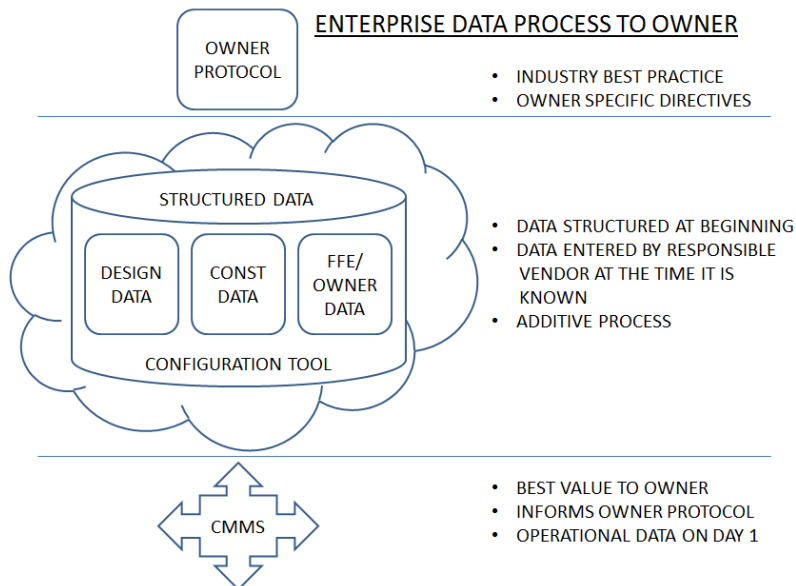 ENTERPRISE DATA PROCESS TO OWNER
OWNER
PROTOCOL
• INDUSTRY BEST PRACTICE
• OWNER SPECIFIC DIRECTIVES
STRUCTURED DATA
DESIGN
DATA
CONST
DATA
FFE/
OWNER
DATA
CONFIGURATION TOOL
• DATA STRUCTURED AT BEGINNING
• DATA ENTERED BY RESPONSIBLE
VENDOR AT THE TIME IT IS
KNOWN
• ADDITIVE PROCESS
CMMS
• BEST VALUE TO OWNER
• INFORMS OWNER PROTOCOL
• OPERATIONAL DATA ON DAY 1